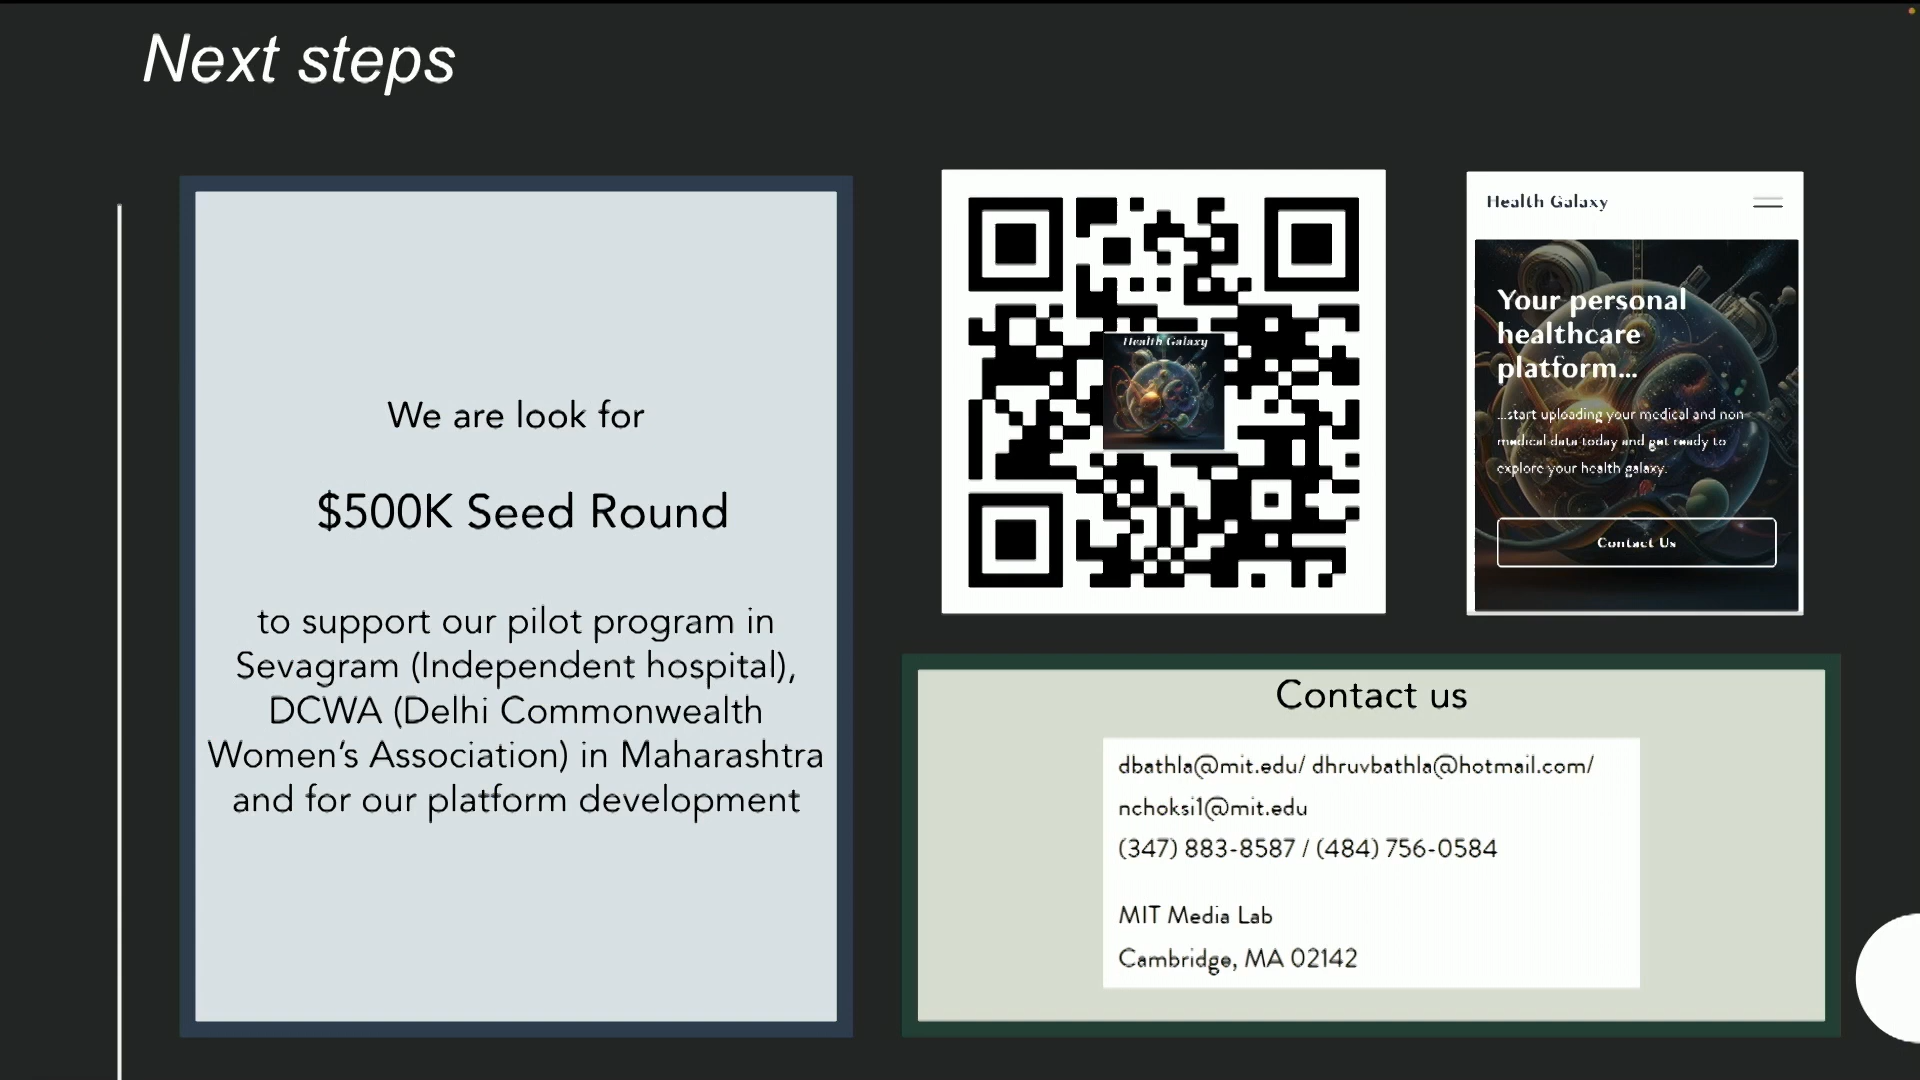 Next steps
We are look for
$500K Seed Round
to support our pilot program in
Sevagram (Independent hospital),
DCWA (Delhi Commonwealth
Women's Association) in Maharashtra
and for our platform development
Health Galaxy
Health Galaxy
Your personal
healthcare
platform...
...start uploading your medical and non
medical data today and get ready to
explore your health galaxy.
Contact Us
Contact us
dbathla@mit.edu/ dhruvbathla@hotmail.com/
nchoksi1@mit.edu
(347) 883-8587 / (484) 756-0584
MIT Media Lab
Cambridge, MA 02142